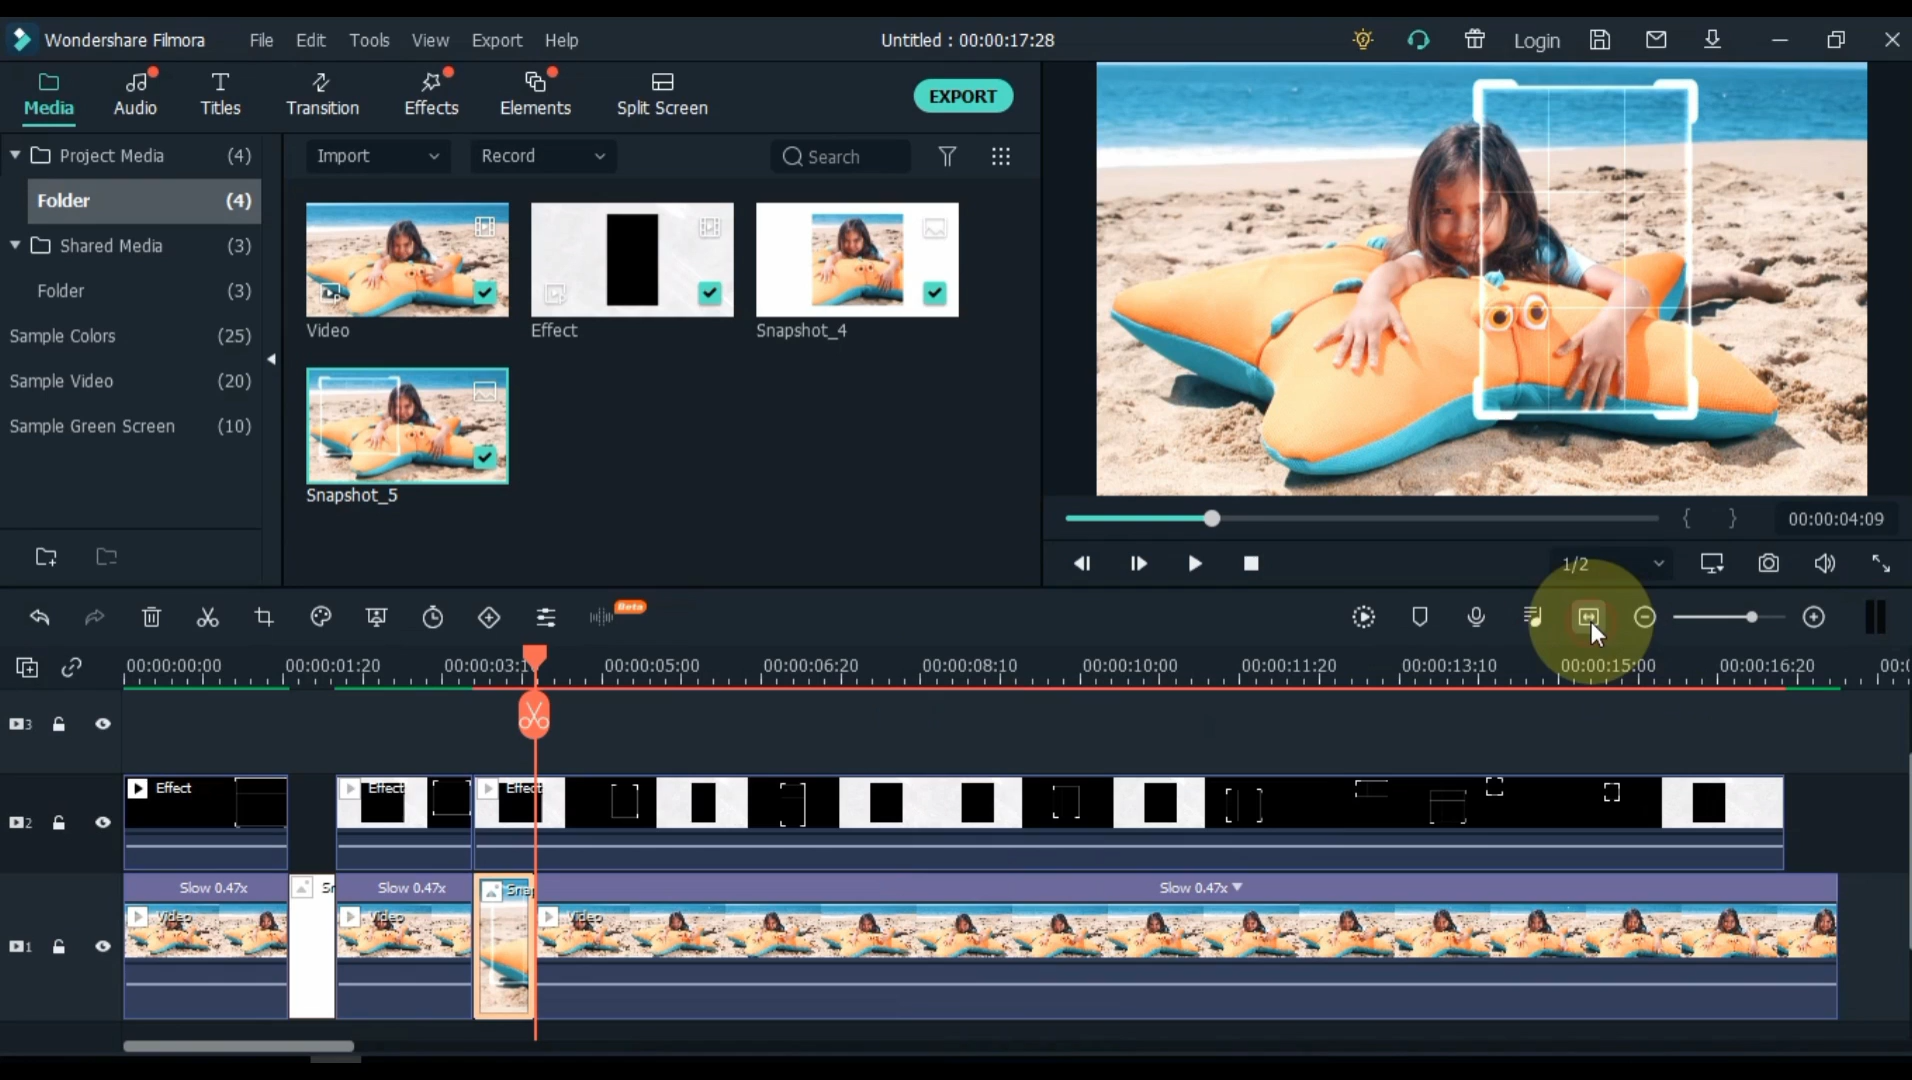 Wondershare Filmora File Edit Tools View Export Help Untitled : 00:00:17:28 Login
Media Audio Titles Transition Effects Elements Split Screen EXPORT
Project Media (4) Import Record Search
Folder (4)
Shared Media (3)
Folder (3)
Sample Colors (25)
Sample Video (20)
Sample Green Screen (10)
Video Effect Snapshot_4
Snapshot_5
00:00:04:09
1/2
Beta
00:00:00:00 00:00:01:20 00:00:03:1 00:00:05:00 00:00:06:20 00:00:08:10 00:00:10:00 00:00:11:20 00:00:13:10 00:00:15:00 00:00:16:20 00:(
3
2 Effect Effect Effect
Slow 0.47x Sn Slow 0.47x Snap Slow 0.47x
1 Video Video Video